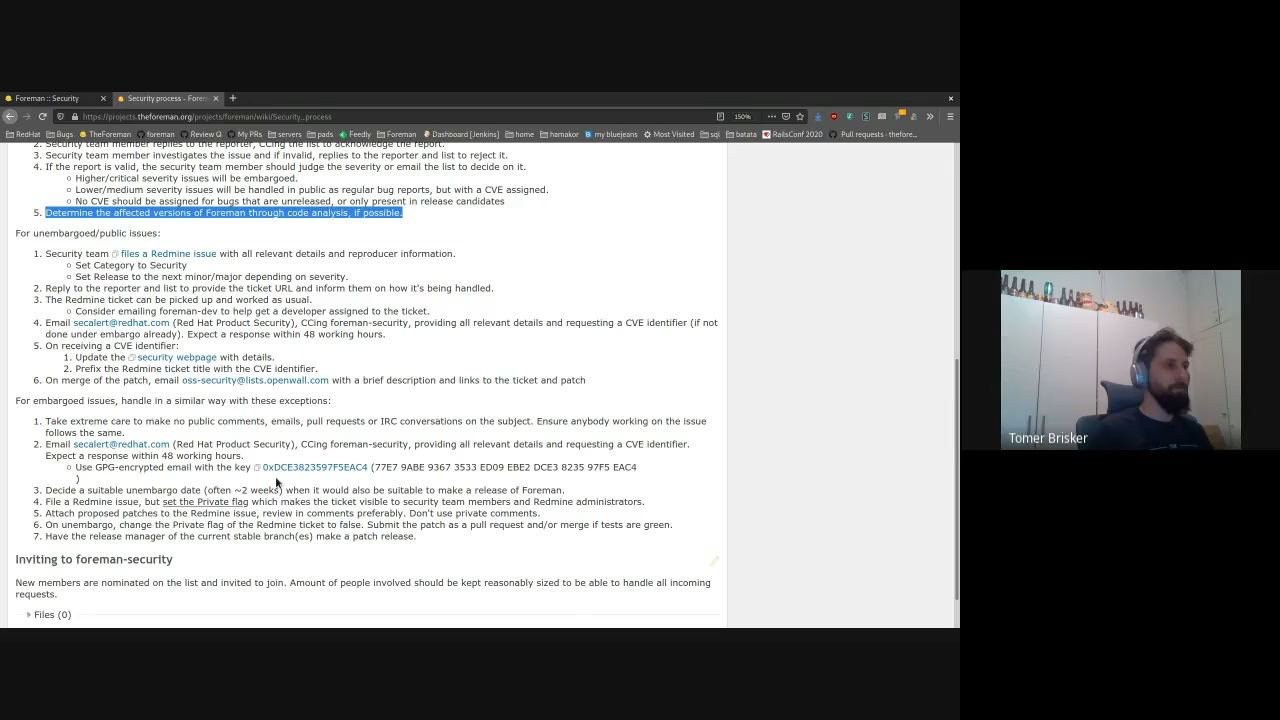 Foreman :: Security
Security process - Forem
https://projects.theforeman.org/projects/foreman/wiki/Security_process
150%
RedHat
Bugs
TheForeman
foreman
Review Q
My PRs
servers
pads
Feedly
Foreman
Dashboard [Jenkins]
home
hamakor
my bluejeans
Most Visited
sql
batata
RailsConf 2020
Pull requests · thefore...
2. Security team member replies to the reporter, CCing the list to acknowledge the report.
3. Security team member investigates the issue and if invalid, replies to the reporter and list to reject it.
4. If the report is valid, the security team member should judge the severity or email the list to decide on it.
Higher/critical severity issues will be embargoed.
Lower/medium severity issues will be handled in public as regular bug reports, but with a CVE assigned.
No CVE should be assigned for bugs that are unreleased, or only present in release candidates
5. Determine the affected versions of Foreman through code analysis, if possible.
For unembargoed/public issues:
1. Security team files a Redmine issue with all relevant details and reproducer information.
Set Category to Security
Set Release to the next minor/major depending on severity.
2. Reply to the reporter and list to provide the ticket URL and inform them on how it's being handled.
3. The Redmine ticket can be picked up and worked as usual.
Consider emailing foreman-dev to help get a developer assigned to the ticket.
4. Email secalert@redhat.com (Red Hat Product Security), CCing foreman-security, providing all relevant details and requesting a CVE identifier (if not
done under embargo already). Expect a response within 48 working hours.
5. On receiving a CVE identifier:
1. Update the security webpage with details.
2. Prefix the Redmine ticket title with the CVE identifier.
6. On merge of the patch, email oss-security@lists.openwall.com with a brief description and links to the ticket and patch
For embargoed issues, handle in a similar way with these exceptions:
1. Take extreme care to make no public comments, emails, pull requests or IRC conversations on the subject. Ensure anybody working on the issue
follows the same.
2. Email secalert@redhat.com (Red Hat Product Security), CCing foreman-security, providing all relevant details and requesting a CVE identifier.
Expect a response within 48 working hours.
Use GPG-encrypted email with the key 0xDCE3823597F5EAC4 (77E7 9ABE 9367 3533 ED09 EBE2 DCE3 8235 97F5 EAC4
)
3. Decide a suitable unembargo date (often ~2 weeks) when it would also be suitable to make a release of Foreman.
4. File a Redmine issue, but set the Private flag which makes the ticket visible to security team members and Redmine administrators.
5. Attach proposed patches to the Redmine issue, review in comments preferably. Don't use private comments.
6. On unembargo, change the Private flag of the Redmine ticket to false. Submit the patch as a pull request and/or merge if tests are green.
7. Have the release manager of the current stable branch(es) make a patch release.
Inviting to foreman-security
New members are nominated on the list and invited to join. Amount of people involved should be kept reasonably sized to be able to handle all incoming
requests.
Files (0)
Tomer Brisker